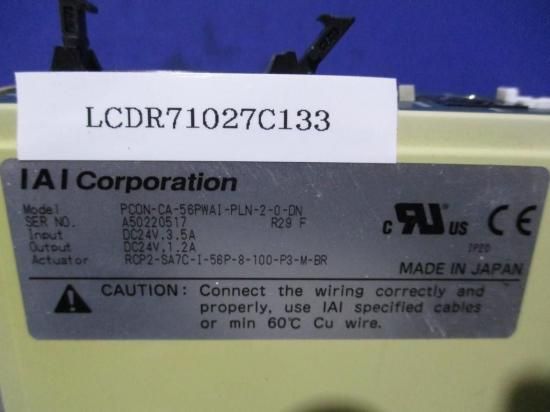 LCDR71027C133
IAI Corporation
Model PCON-CA-56PWAI-PLN-2-0-DN
SER NO. A50220517 R29 F
Input DC24V.3.5A
Output DC24V.1.2A
Actuator RCP2-SA7C-I-56P-8-100-P3-M-BR
c RU US CE
IP20
MADE IN JAPAN
CAUTION: Connect the wiring correctly and
properly, use IAI specified cables
or min 60℃ Cu wire.